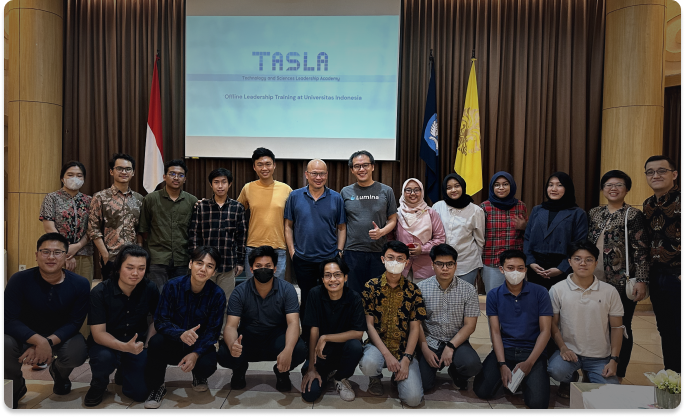 TASLA
Technology and Science Leadership Academy
Offline Leadership Training at Universitas Indonesia
Lumina